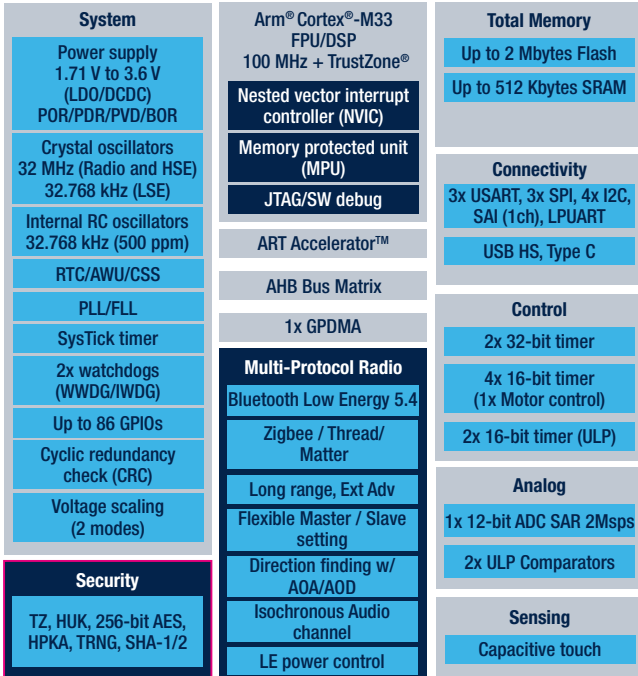 System
Power supply
1.71 V to 3.6 V
(LDO/DCDC)
POR/PDR/PVD/BOR
Crystal oscillators
32 MHz (Radio and HSE)
32.768 kHz (LSE)
Internal RC oscillators
32.768 kHz (500 ppm)
RTC/AWU/CSS
PLL/FLL
SysTick timer
2x watchdogs
(WWDG/IWDG)
Up to 86 GPIOs
Cyclic redundancy
check (CRC)
Voltage scaling
(2 modes)
Security
TZ, HUK, 256-bit AES,
HPKA, TRNG, SHA-1/2
Arm® Cortex®-M33
FPU/DSP
100 MHz + TrustZone®
Nested vector interrupt
controller (NVIC)
Memory protected unit
(MPU)
JTAG/SW debug
ART Accelerator™
AHB Bus Matrix
1x GPDMA
Multi-Protocol Radio
Bluetooth Low Energy 5.4
Zigbee / Thread/
Matter
Long range, Ext Adv
Flexible Master / Slave
setting
Direction finding w/
AOA/AOD
Isochronous Audio
channel
LE power control
Total Memory
Up to 2 Mbytes Flash
Up to 512 Kbytes SRAM
Connectivity
3x USART, 3x SPI, 4x I2C,
SAI (1ch), LPUART
USB HS, Type C
Control
2x 32-bit timer
4x 16-bit timer
(1x Motor control)
2x 16-bit timer (ULP)
Analog
1x 12-bit ADC SAR 2Msps
2x ULP Comparators
Sensing
Capacitive touch